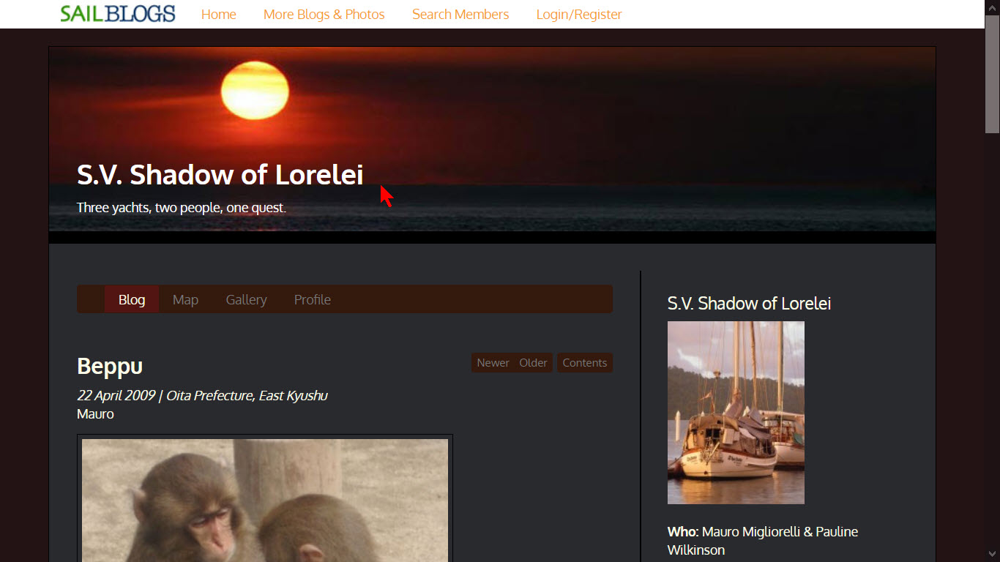 SAILBLOGS Home More Blogs & Photos Search Members Login/Register
S.V. Shadow of Lorelei
Three yachts, two people, one quest.
Blog Map Gallery Profile
Beppu
Newer Older Contents
22 April 2009 | Oita Prefecture, East Kyushu
Mauro
S.V. Shadow of Lorelei
Who: Mauro Migliorelli & Pauline
Wilkinson